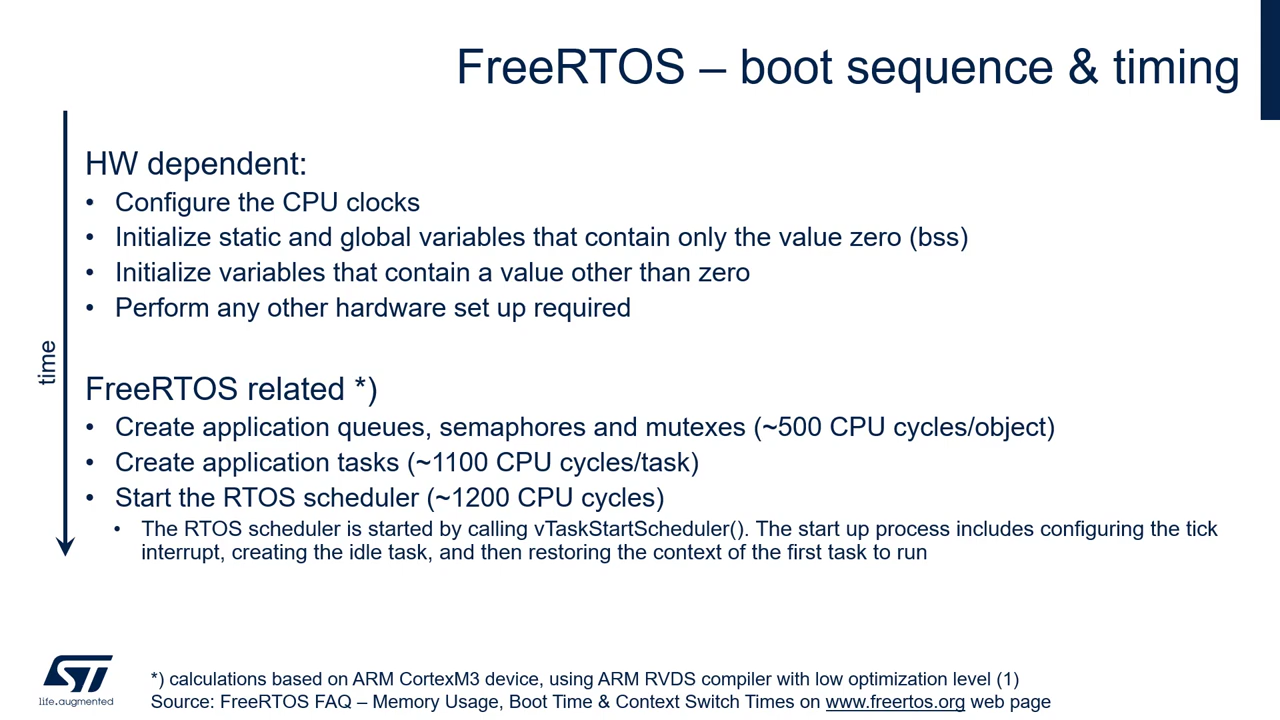 FreeRTOS – boot sequence & timing
HW dependent:
• Configure the CPU clocks
• Initialize static and global variables that contain only the value zero (bss)
• Initialize variables that contain a value other than zero
• Perform any other hardware set up required
time
FreeRTOS related *)
• Create application queues, semaphores and mutexes (~500 CPU cycles/object)
• Create application tasks (~1100 CPU cycles/task)
• Start the RTOS scheduler (~1200 CPU cycles)
• The RTOS scheduler is started by calling vTaskStartScheduler(). The start up process includes configuring the tick
interrupt, creating the idle task, and then restoring the context of the first task to run
ST
life.augmented
*) calculations based on ARM CortexM3 device, using ARM RVDS compiler with low optimization level (1)
Source: FreeRTOS FAQ – Memory Usage, Boot Time & Context Switch Times on www.freertos.org web page